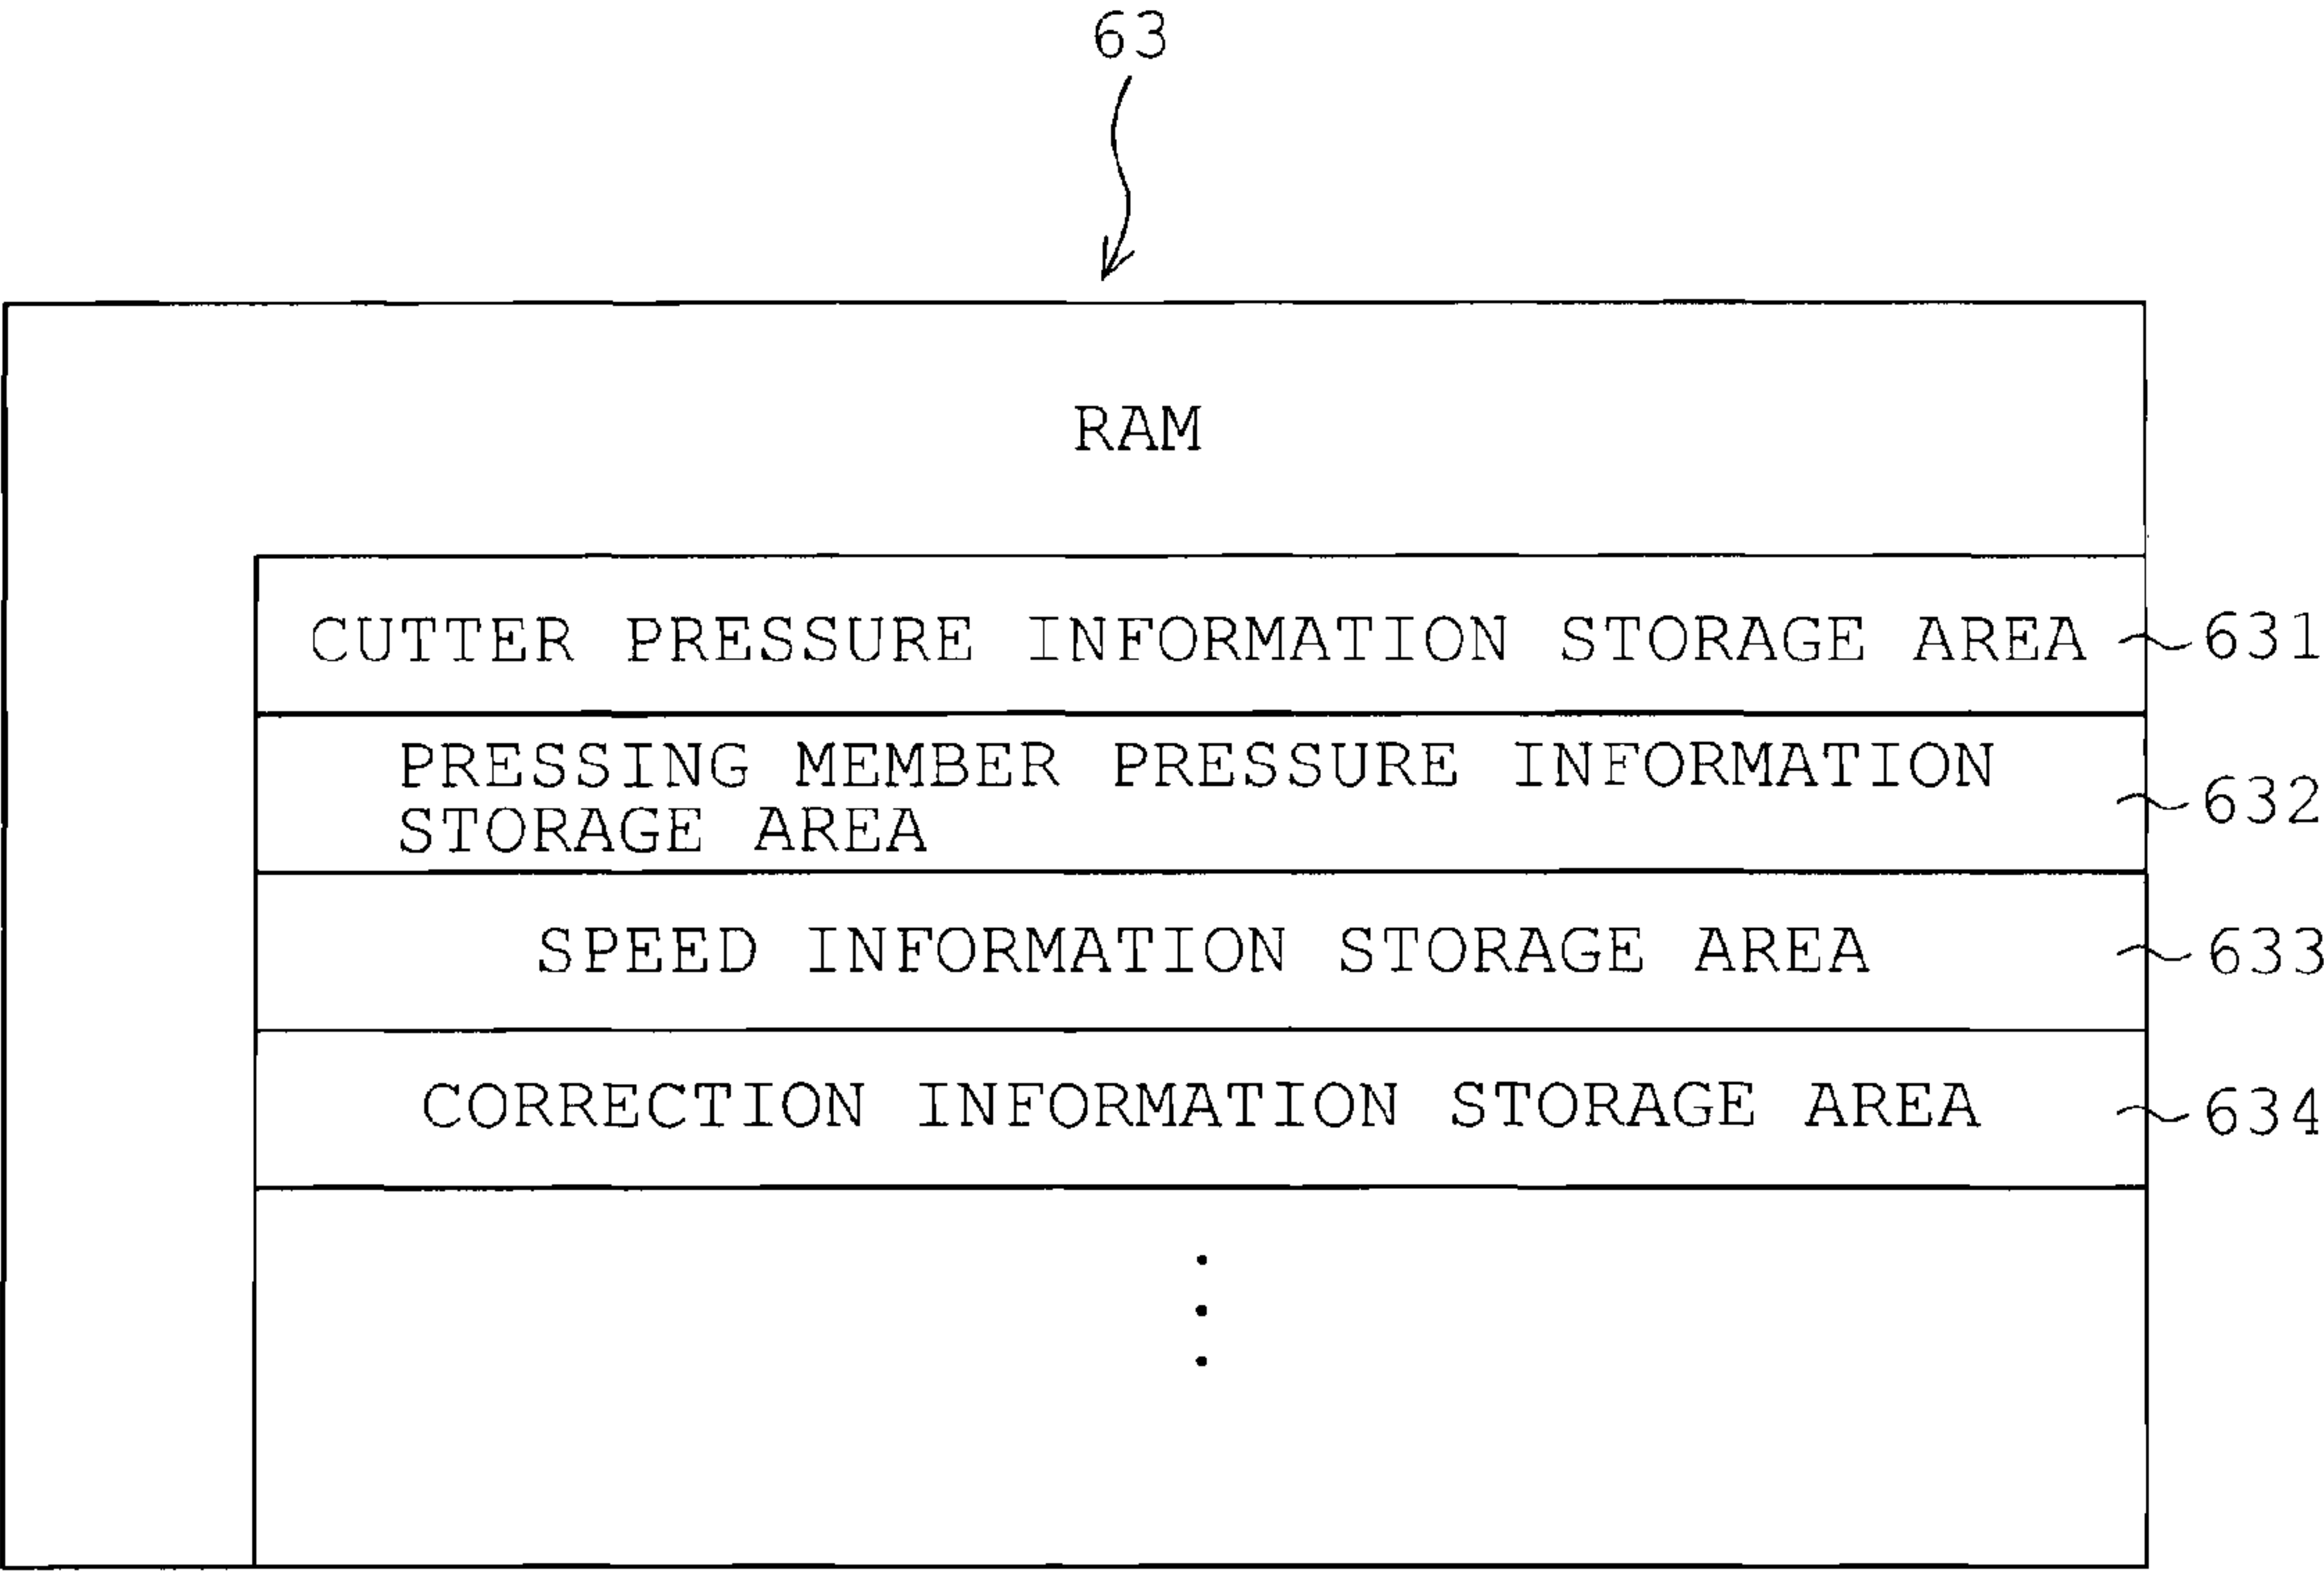 63
RAM
CUTTER PRESSURE INFORMATION STORAGE AREA 631
PRESSING MEMBER PRESSURE INFORMATION
STORAGE AREA
632
SPEED INFORMATION STORAGE AREA 633
CORRECTION INFORMATION STORAGE AREA 634